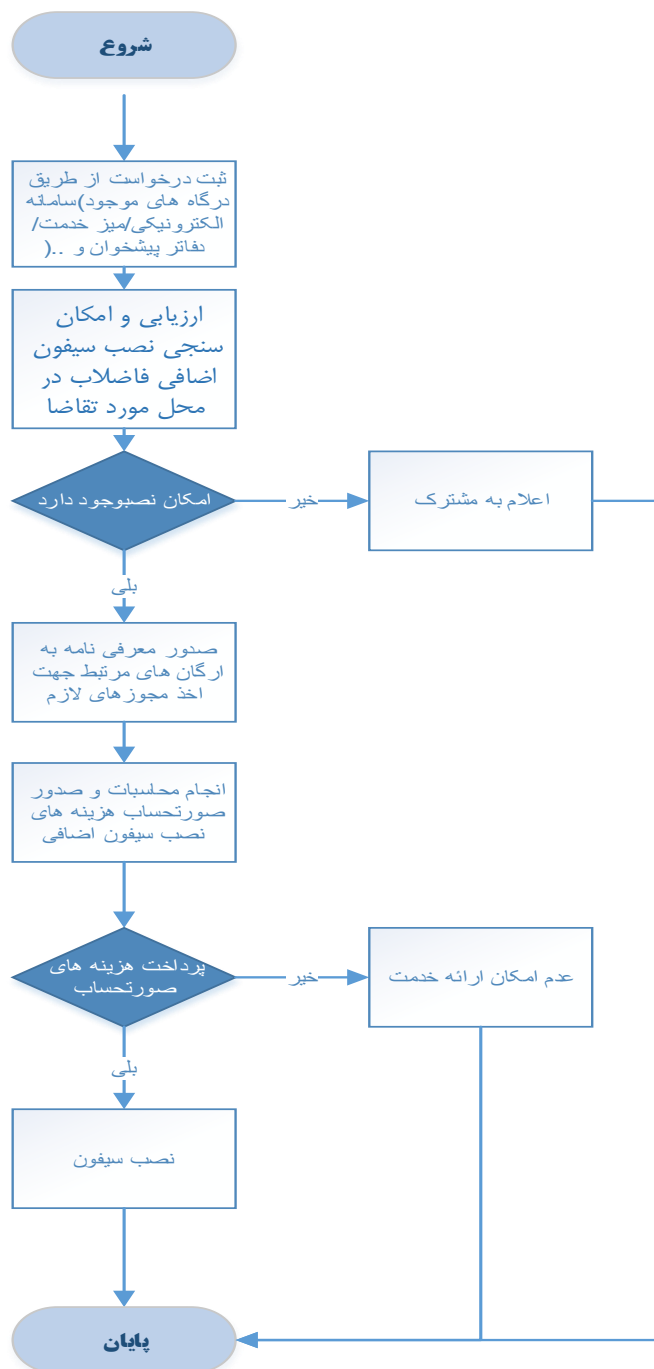 شروع
ثبت درخواست از طریق
درگاه های موجود)سامانه
الکترونیکی/میز خدمت/
دفاتر پیشخوان و ..(
ارزیابی و امکان
سنجی نصب سیفون
اضافی فاضلاب در
محل مورد تقاضا
امکان نصبوجود دارد
خیر
اعلام به مشترک
بلی
صدور معرفی نامه به
ارگان های مرتبط جهت
اخذ مجوزهای لازم
انجام محاسبات و صدور
صورتحساب هزینه های
نصب سیفون اضافی
پرداخت هزینه های
صورتحساب
خیر
عدم امکان ارائه خدمت
بلی
نصب سیفون
پایان